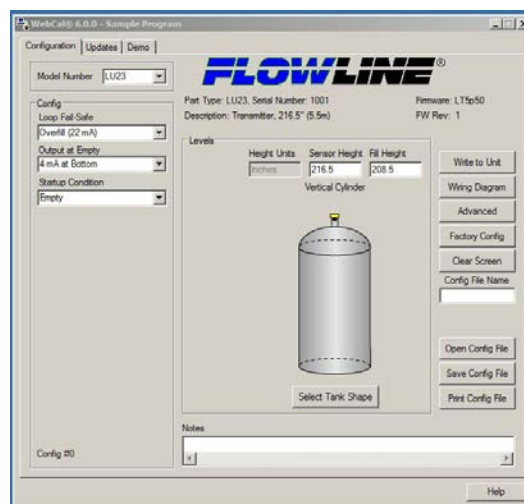 WebCal® 6.0.0 - Sample Program
Configuration Updates Demo
Model Number LU23
FLOWLINE®
Part Type: LU23, Serial Number: 1001 Firmware: LT5p50
Description: Transmitter, 216.5" (5.5m) FW Rev: 1
Config
Loop Fail-Safe
Overfill (22 mA)
Output at Empty
4 mA at Bottom
Startup Condition
Empty
Config #0
Levels
Height Units Sensor Height Fill Height
Inches 216.5 208.5
Vertical Cylinder
Select Tank Shape
Write to Unit
Wiring Diagram
Advanced
Factory Config
Clear Screen
Config File Name
Open Config File
Save Config File
Print Config File
Notes
Help